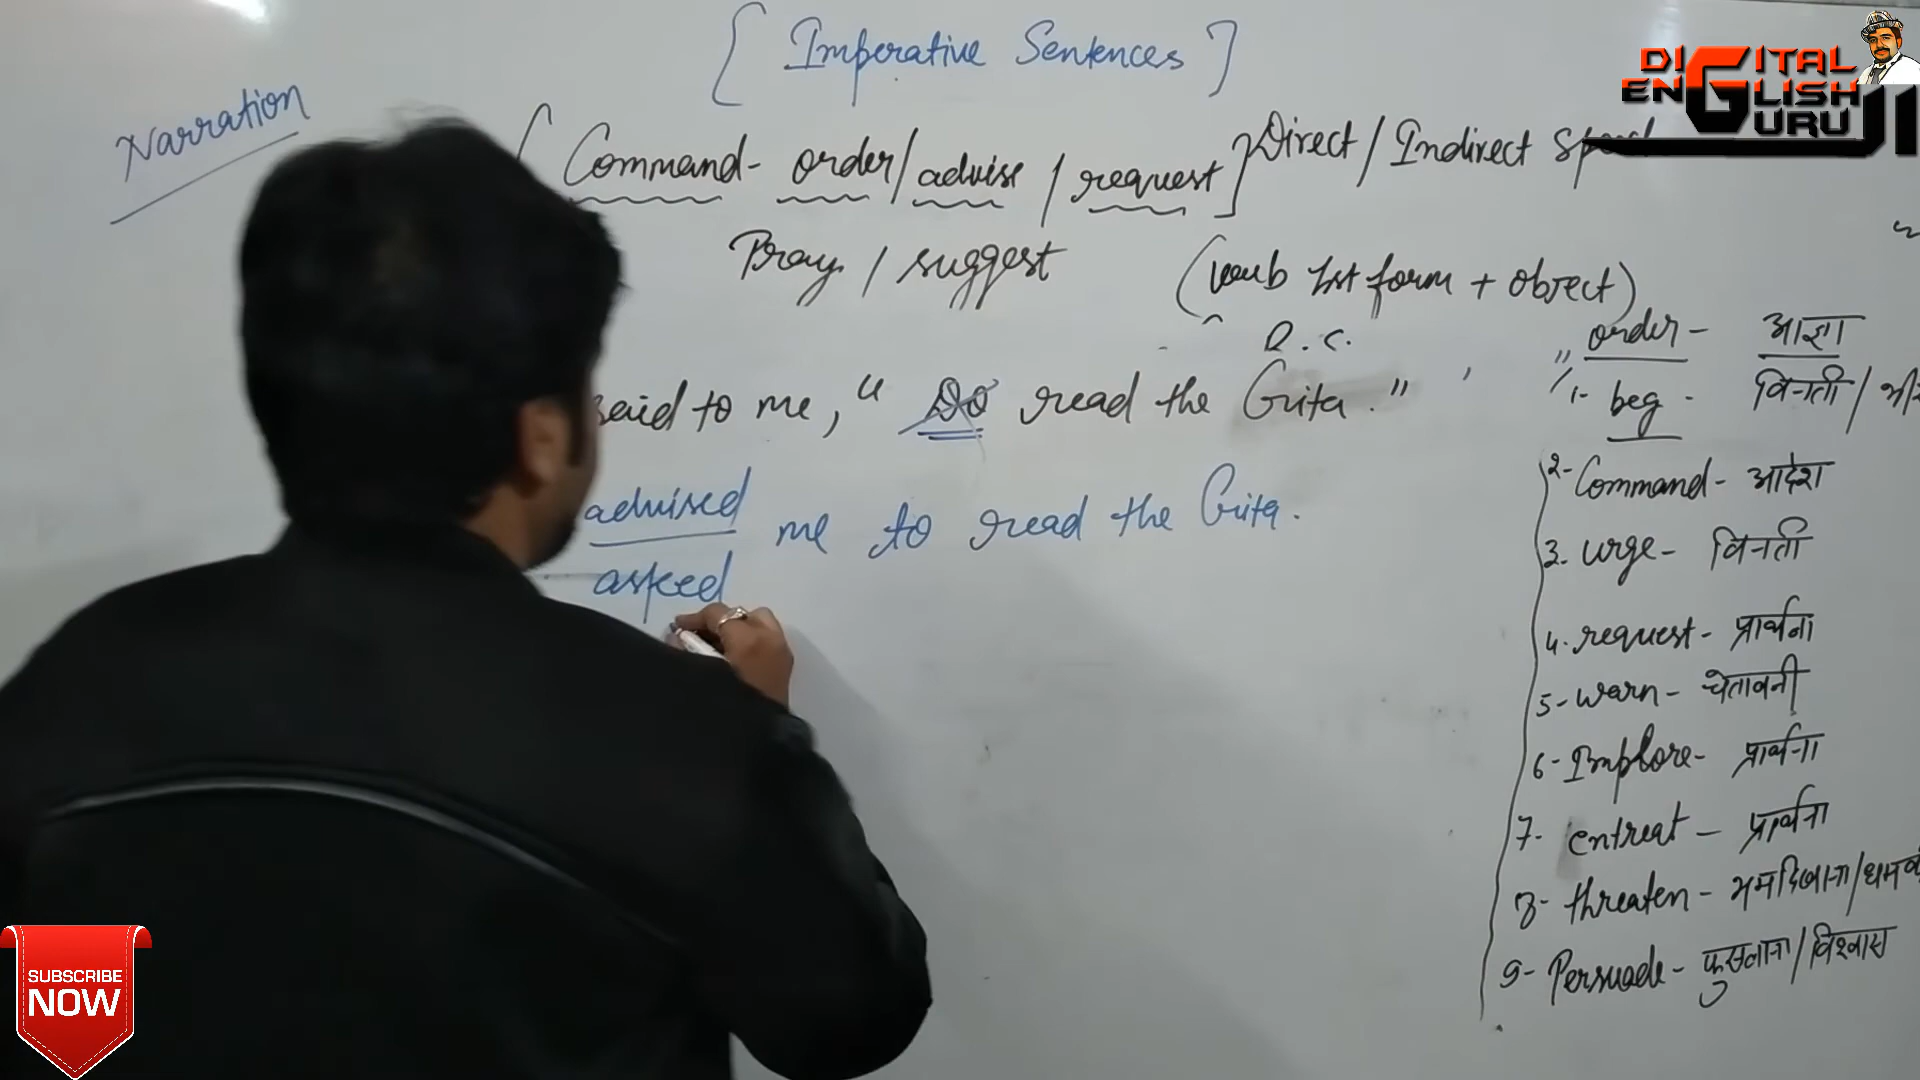 [ Imperative Sentences ]
Narration
[ Command- order/ advise / request ] Direct / Indirect
Pray / suggest
(verb Ist form + object)
D. C.
said to me, " Do read the Gita."
advised me to read the Gita.
asked
order - आज्ञा
1- beg - विनती /
2- Command - आदेश
3. urge - विनती
4. request - प्रार्थना
5- warn - चेतावनी
6- Implore - प्रार्थना
7- entreat - प्रार्थना
8- threaten -
9- Persuade - फुसलाना / विश्वास
DIGITAL
ENGLISH
GURU JI
SUBSCRIBE
NOW